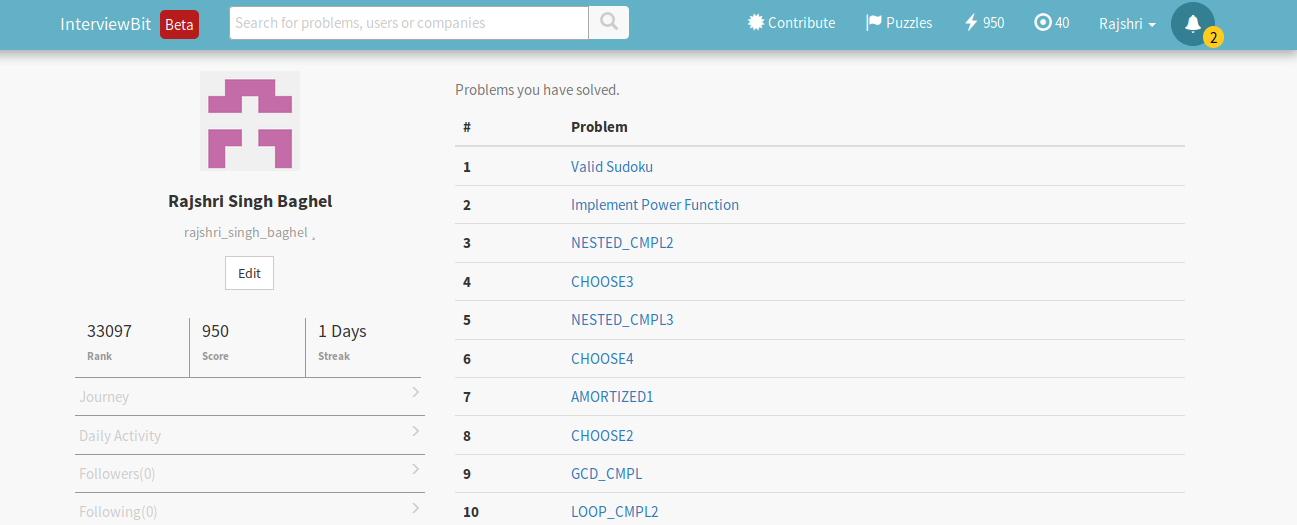 InterviewBit Beta Search for problems, users or companies Contribute Puzzles 950 40 Rajshri 2
Rajshri Singh Baghel
rajshri_singh_baghel .
Edit
33097 950 1 Days
Rank Score Streak
Journey
Daily Activity
Followers(0)
Following(0)
Problems you have solved.
# Problem
1 Valid Sudoku
2 Implement Power Function
3 NESTED_CMPL2
4 CHOOSE3
5 NESTED_CMPL3
6 CHOOSE4
7 AMORTIZED1
8 CHOOSE2
9 GCD_CMPL
10 LOOP_CMPL2